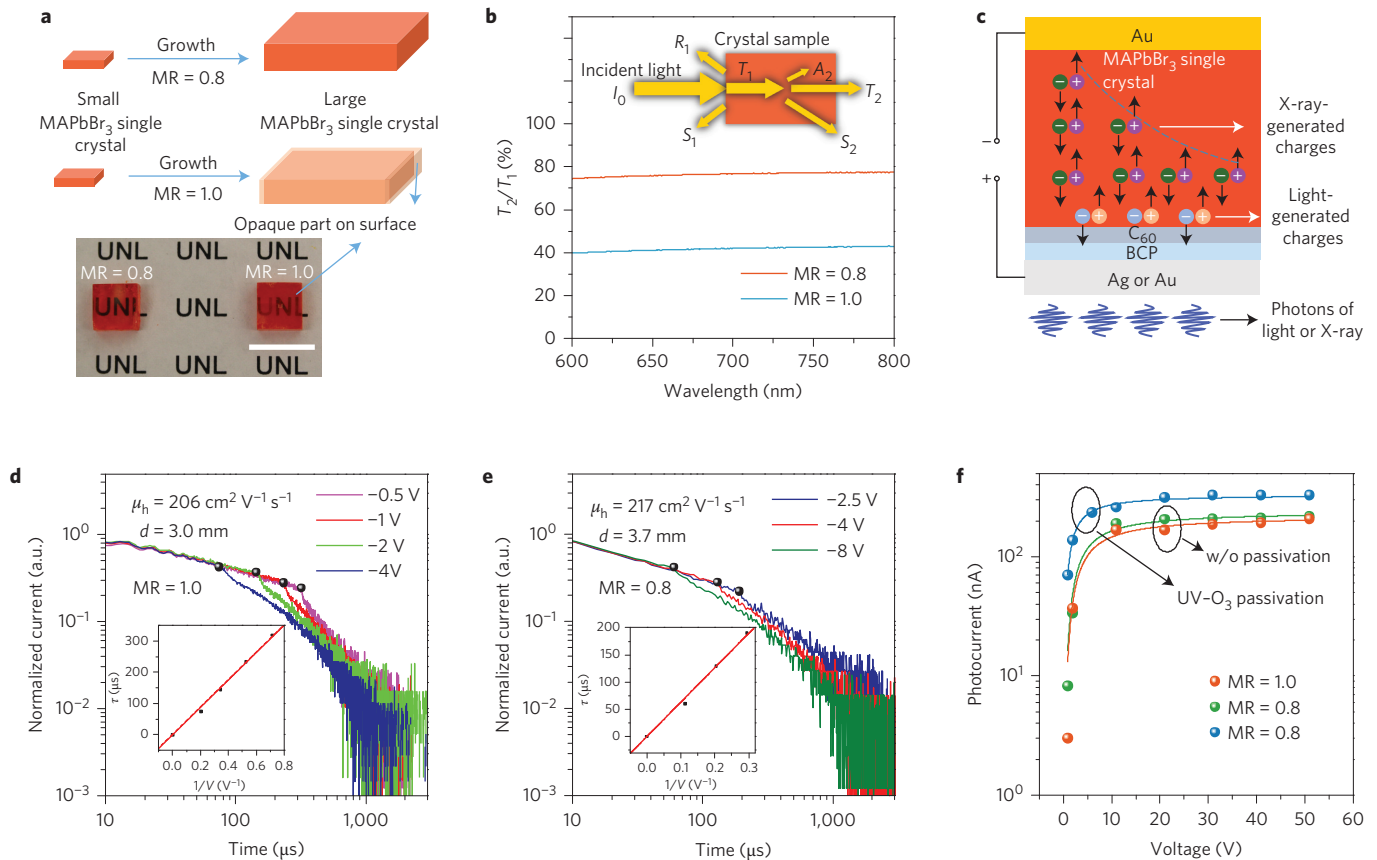 a
Growth
MR = 0.8
Small
MAPbBr₃ single
crystal
Large
MAPbBr₃ single crystal
Growth
MR = 1.0
Opaque part on surface
UNL UNL UNL
MR = 0.8 MR = 1.0
UNL UNL UNL
UNL UNL UNL
b
Crystal sample
Incident light
I₀
R₁
T₁
A₂
T₂
S₁
S₂
T₂/T₁ (%)
100
80
60
40
20
0
MR = 0.8
MR = 1.0
600 650 700 750 800
Wavelength (nm)
c
Au
MAPbBr₃ single
crystal
X-ray-
generated
charges
−
+
Light-
generated
charges
C₆₀
BCP
Ag or Au
Photons of
light or X-ray
d
μₕ = 206 cm² V⁻¹ s⁻¹
d = 3.0 mm
−0.5 V
−1 V
−2 V
−4V
MR = 1.0
Normalized current (a.u.)
10⁰
10⁻¹
10⁻²
10⁻³
τ (μs)
300
200
100
0
0.0 0.2 0.4 0.6 0.8
1/V (V⁻¹)
10 100 1,000
Time (μs)
e
μₕ = 217 cm² V⁻¹ s⁻¹
d = 3.7 mm
−2.5 V
−4 V
−8 V
MR = 0.8
Normalized current (a.u.)
10⁰
10⁻¹
10⁻²
10⁻³
τ (μs)
200
150
100
50
0
0.0 0.1 0.2 0.3
1/V (V⁻¹)
10 100 1,000
Time (μs)
f
Photocurrent (nA)
10³
10²
10¹
10⁰
w/o passivation
UV–O₃ passivation
MR = 1.0
MR = 0.8
MR = 0.8
0 10 20 30 40 50 60
Voltage (V)